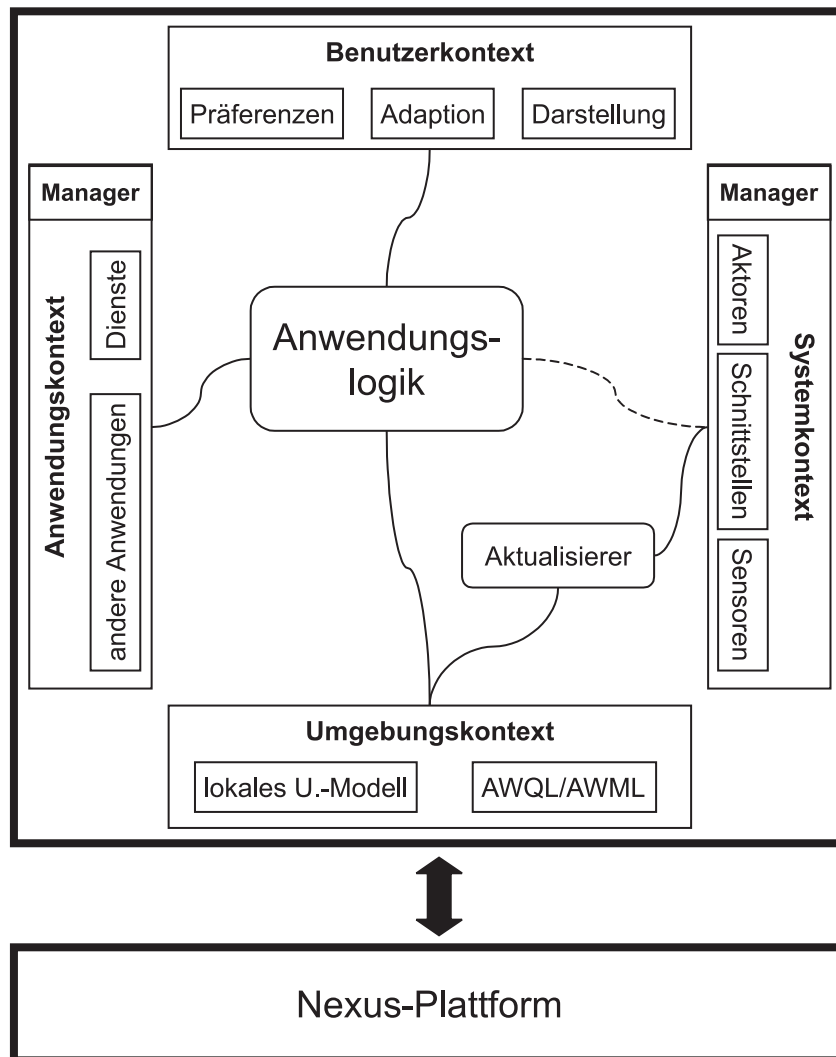 Benutzerkontext
Präferenzen
Adaption
Darstellung
Manager
Anwendungskontext
Dienste
andere Anwendungen
Anwendungs-
logik
Manager
Aktoren
Schnittstellen
Sensoren
Systemkontext
Aktualisierer
Umgebungskontext
lokales U.-Modell
AWQL/AWML
Nexus-Plattform